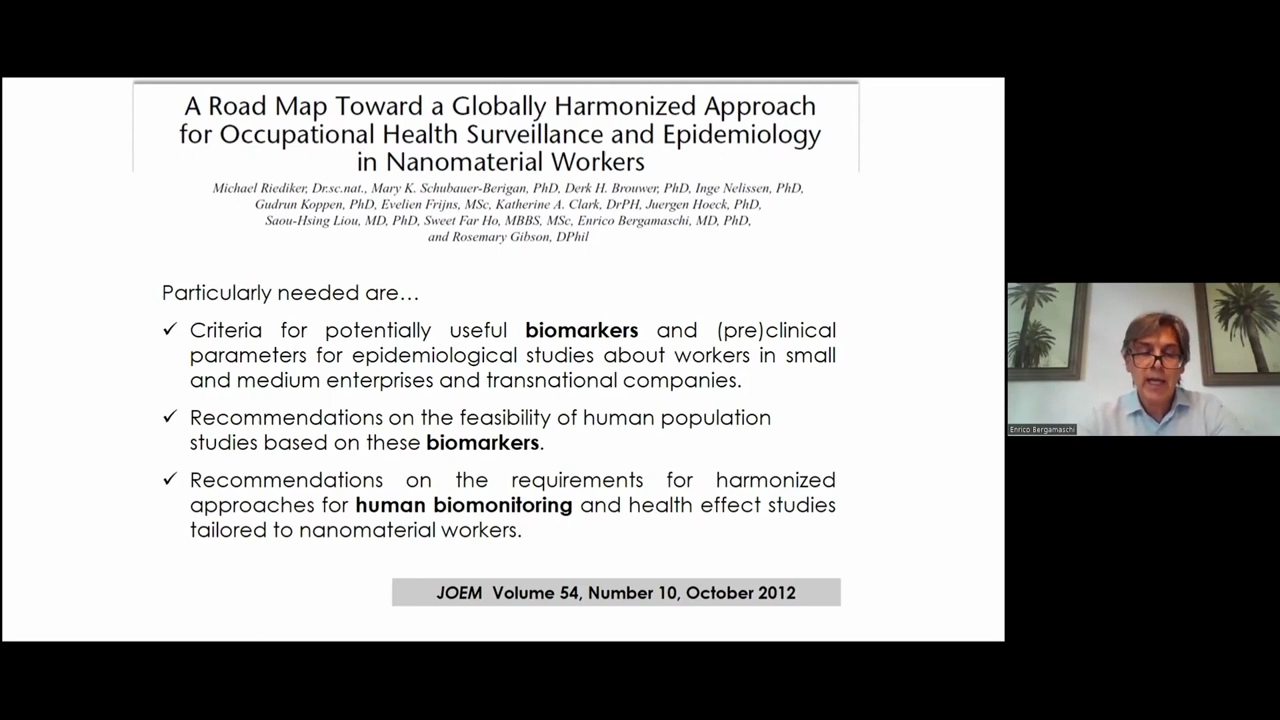 A Road Map Toward a Globally Harmonized Approach
for Occupational Health Surveillance and Epidemiology
in Nanomaterial Workers
Michael Riediker, Dr.sc.nat., Mary K. Schubauer-Berigan, PhD, Derk H. Brouwer, PhD, Inge Nelissen, PhD,
Gudrun Koppen, PhD, Evelien Frijns, MSc, Katherine A. Clark, DrPH, Juergen Hoeck, PhD,
Saou-Hsing Liou, MD, PhD, Sweet Far Ho, MBBS, MSc, Enrico Bergamaschi, MD, PhD,
and Rosemary Gibson, DPhil
Particularly needed are…
✓ Criteria for potentially useful biomarkers and (pre)clinical
parameters for epidemiological studies about workers in small
and medium enterprises and transnational companies.
✓ Recommendations on the feasibility of human population
studies based on these biomarkers.
✓ Recommendations on the requirements for harmonized
approaches for human biomonitoring and health effect studies
tailored to nanomaterial workers.
JOEM Volume 54, Number 10, October 2012
Enrico Bergamaschi